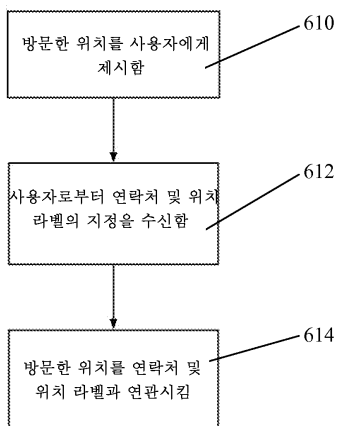 방문한 위치를 사용자에게
제시함
610
사용자로부터 연락처 및 위치
라벨의 지정을 수신함
612
방문한 위치를 연락처 및
위치 라벨과 연관시킴
614